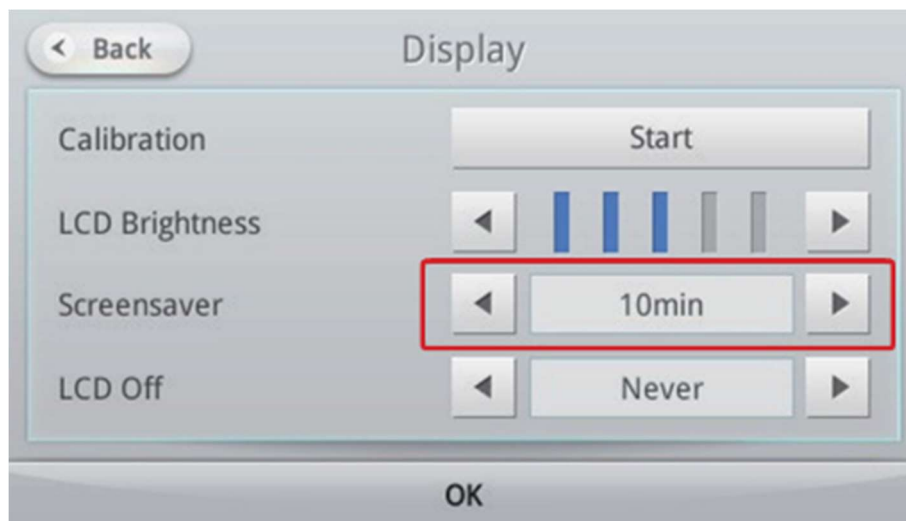 Back
Display
Calibration
Start
LCD Brightness
Screensaver
10min
LCD Off
Never
OK